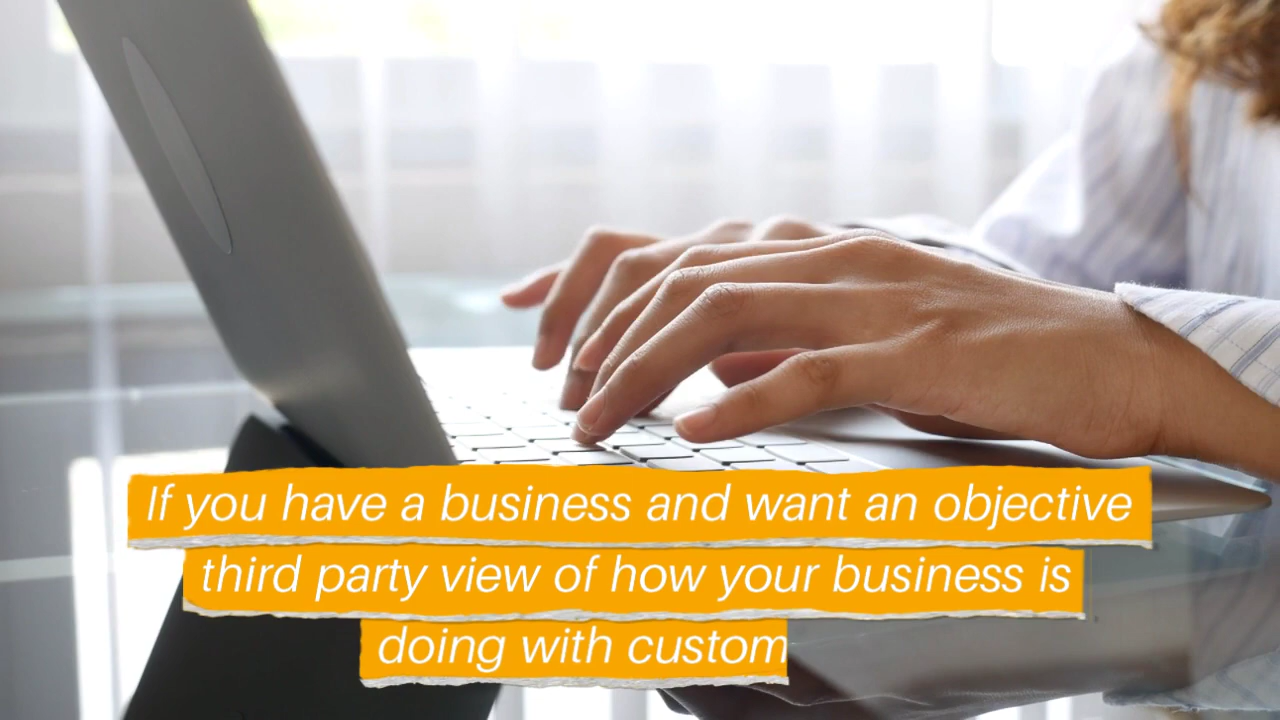 If you have a business and want an objective
third party view of how your business is
doing with custom